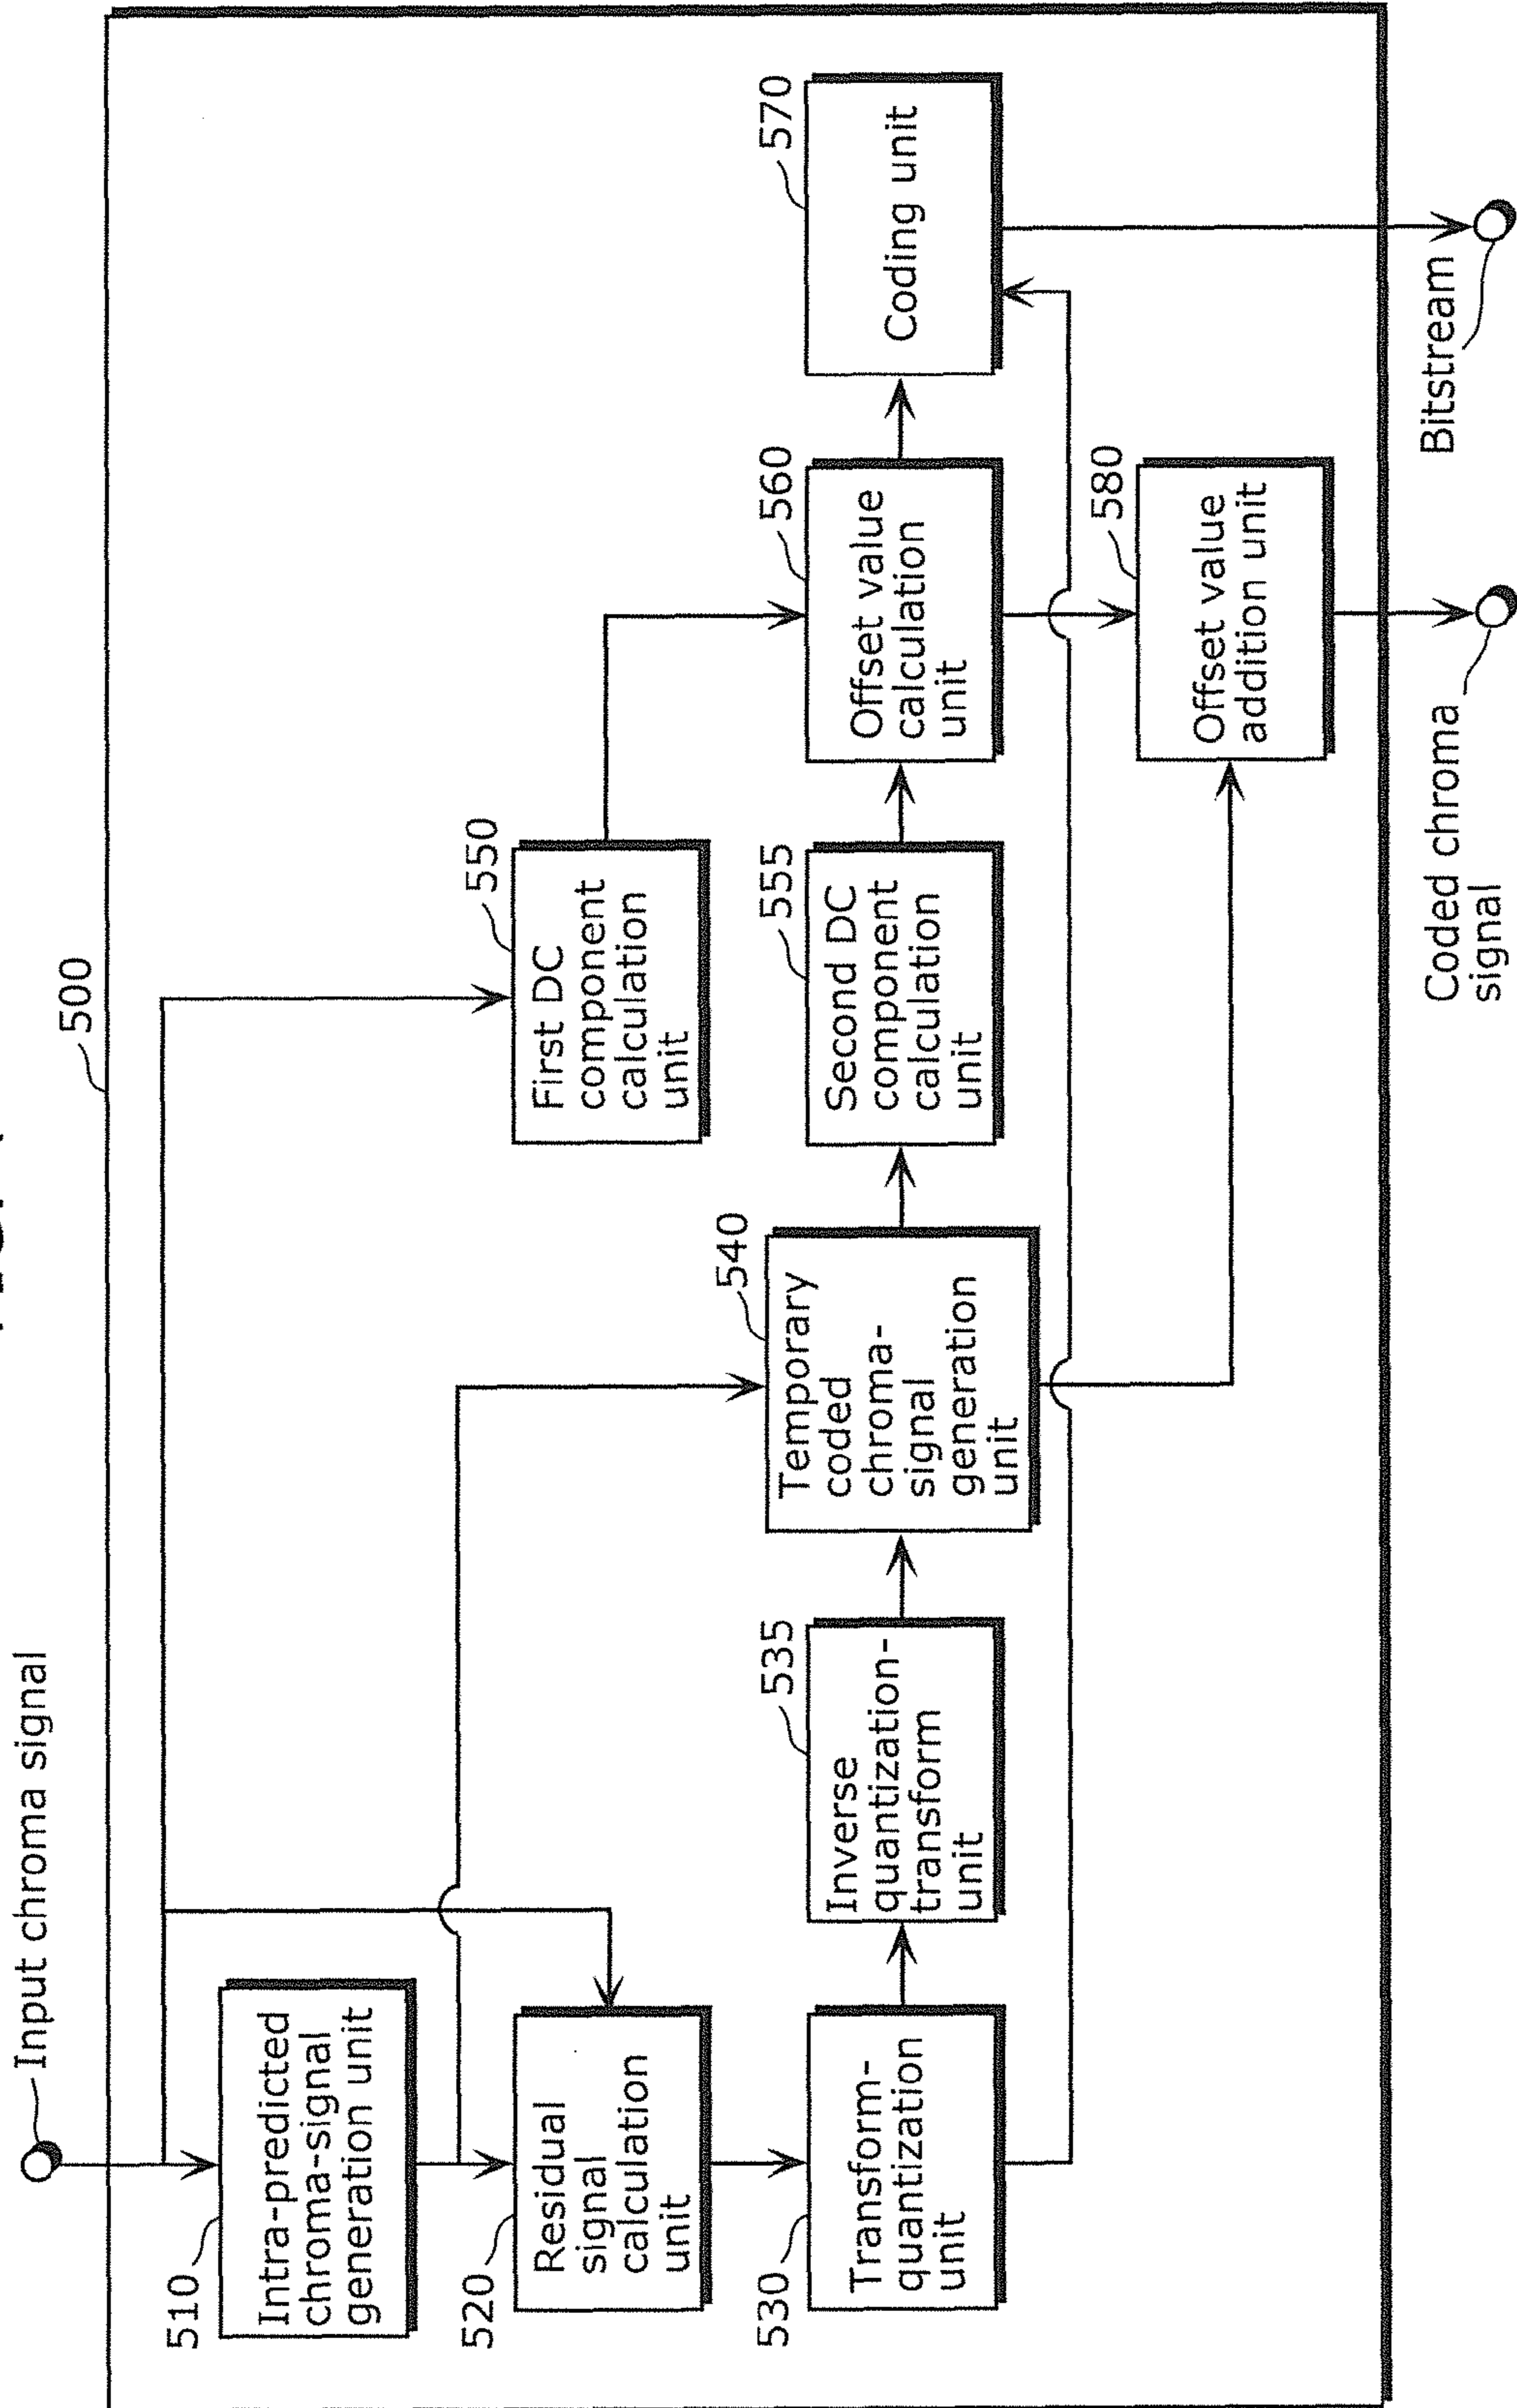 500
Input chroma signal
510
Intra-predicted
chroma-signal
generation unit
520
Residual
signal
calculation
unit
530
Transform-
quantization
unit
535
Inverse
quantization-
transform
unit
540
Temporary
coded
chroma-
signal
generation
unit
550
First DC
component
calculation
unit
555
Second DC
component
calculation
unit
560
Offset value
calculation
unit
570
Coding unit
580
Offset value
addition unit
Coded chroma
signal
Bitstream